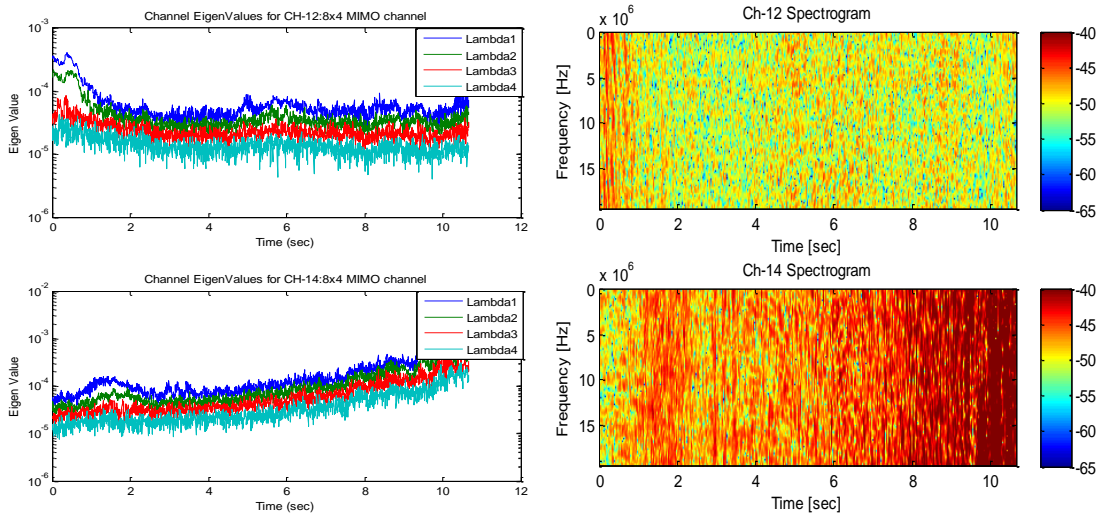 Channel EigenValues for CH-12:8x4 MIMO channel
10-3
10-4
10-5
10-6
Eigen Value
Lambda1
Lambda2
Lambda3
Lambda4
0 2 4 6 8 10 12
Time (sec)
Ch-12 Spectrogram
x 10 6
0
5
10
15
Frequency [Hz]
0 2 4 6 8 10
Time [sec]
-40
-45
-50
-55
-60
-65
Channel EigenValues for CH-14:8x4 MIMO channel
10-2
10-3
10-4
10-5
10-6
Eigen Value
Lambda1
Lambda2
Lambda3
Lambda4
0 2 4 6 8 10 12
Time (sec)
Ch-14 Spectrogram
x 10 6
0
5
10
15
Frequency [Hz]
0 2 4 6 8 10
Time [sec]
-40
-45
-50
-55
-60
-65